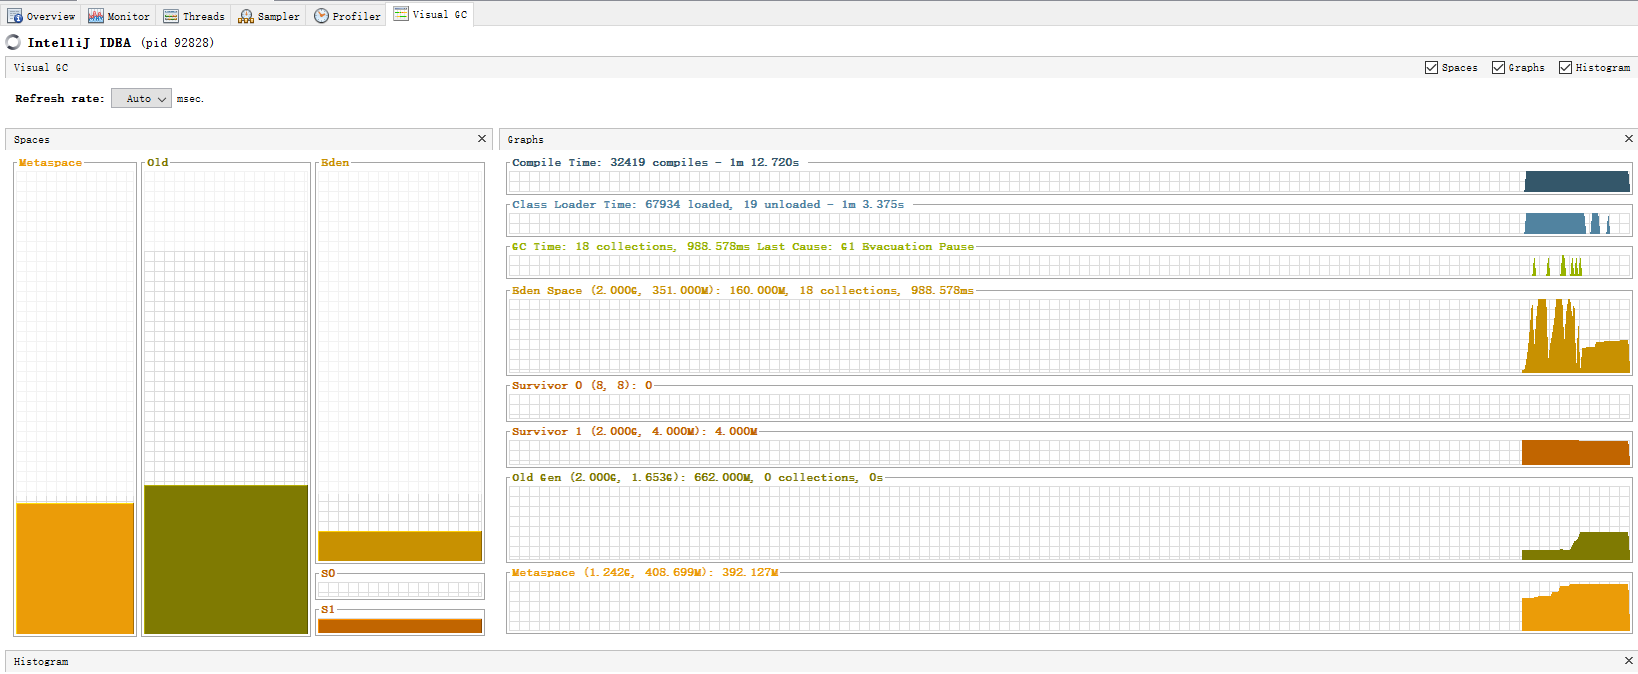 Overview Monitor Threads Sampler Profiler Visual GC
IntelliJ IDEA (pid 92828)
Visual GC
Spaces Graphs Histogram
Refresh rate: Auto msec.
Spaces
Metaspace
Old
Eden
S0
S1
Graphs
Compile Time: 32419 compiles - 1m 12.720s
Class Loader Time: 67934 loaded, 19 unloaded - 1m 3.375s
GC Time: 18 collections, 988.578ms Last Cause: G1 Evacuation Pause
Eden Space (2.000G, 351.000M): 160.000M, 18 collections, 988.578ms
Survivor 0 (8, 8): 0
Survivor 1 (2.000G, 4.000M): 4.000M
Old Gen (2.000G, 1.653G): 662.000M, 0 collections, 0s
Metaspace (1.242G, 408.699M): 392.127M
Histogram